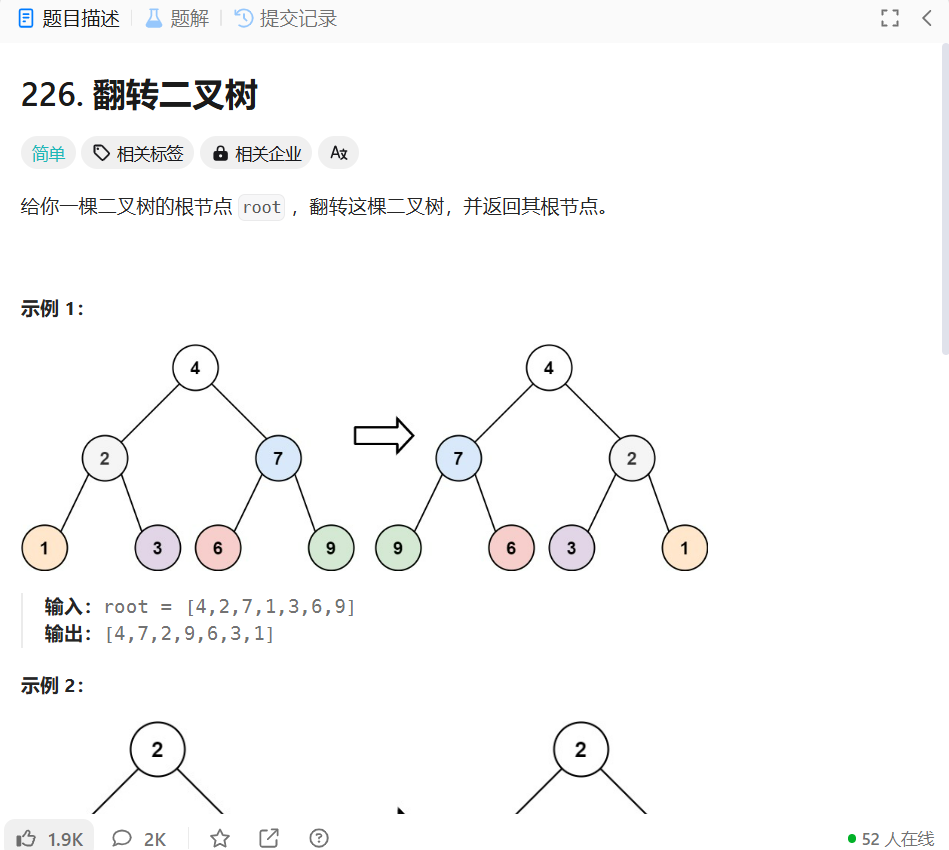 题目描述 题解 提交记录
226. 翻转二叉树
简单 相关标签 相关企业 Az
给你一棵二叉树的根节点 root ，翻转这棵二叉树，并返回其根节点。
示例 1：
4 4
2 7 7 2
1 3 6 9 9 6 3 1
输入：root = [4,2,7,1,3,6,9]
输出：[4,7,2,9,6,3,1]
示例 2：
2 2
1.9K 2K 52 人在线